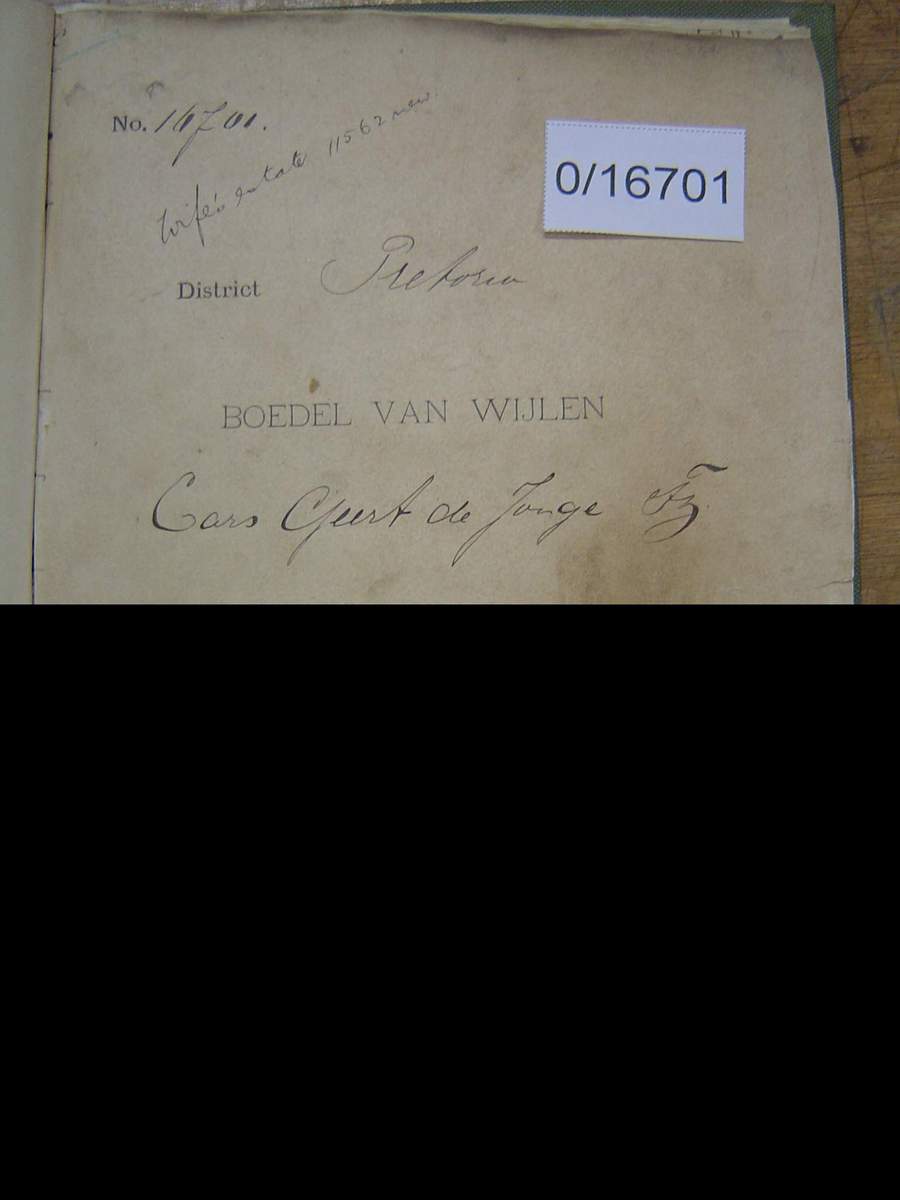 No. 16701.
0/16701
Wife's estate 11562 new.
District Pretoria
BOEDEL VAN WIJLEN
Cars Geert de Jonge Fz.